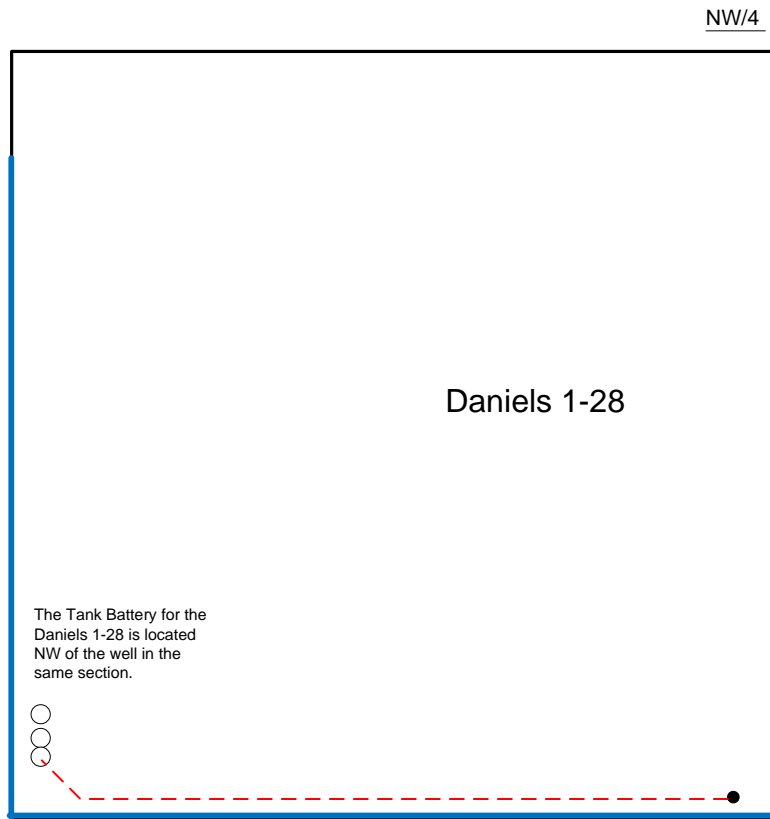 NW/4
Daniels 1-28
The Tank Battery for the
Daniels 1-28 is located
NW of the well in the
same section.